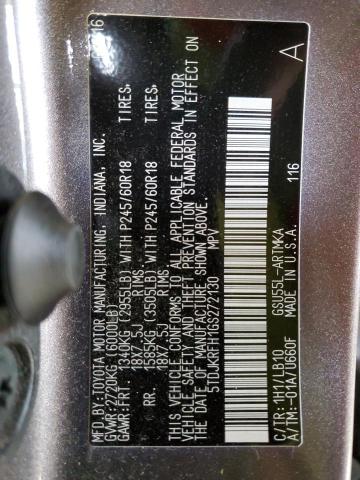 MFD.BY:TOYOTA MOTOR MANUFACTURING, INDIANA, INC.
GVWR:2720KG (6000LB)
GAWR:FRT. 1340KG (2955LB) WITH P245/60R18 TIRES,
18X7.5J RIMS
RR. 1585KG (3505LB) WITH P245/60R18 TIRES,
18X7.5J RIMS
THIS VEHICLE CONFORMS TO ALL APPLICABLE FEDERAL MOTOR
VEHICLE SAFETY AND THEFT PREVENTION STANDARDS IN EFFECT ON
THE DATE OF MANUFACTURE SHOWN ABOVE.
5TDJKRFH1GS272130 MPV
C/TR:1H1/LB10 GSU55L-ARTMKA
A/TM:-01A/U660F MADE IN U.S.A.
116
A